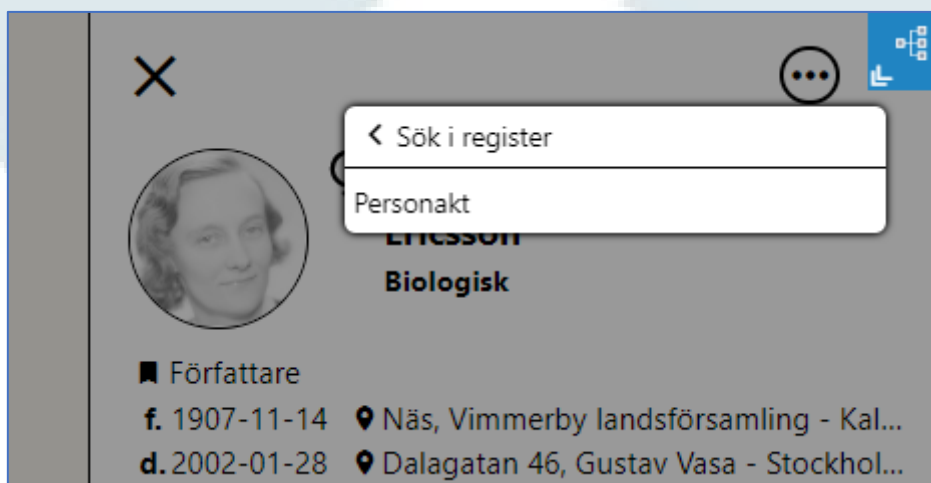 Sök i register
Personakt
Ericsson
Biologisk
Författare
f. 1907-11-14 Näs, Vimmerby landsförsamling - Kal...
d. 2002-01-28 Dalagatan 46, Gustav Vasa - Stockhol...